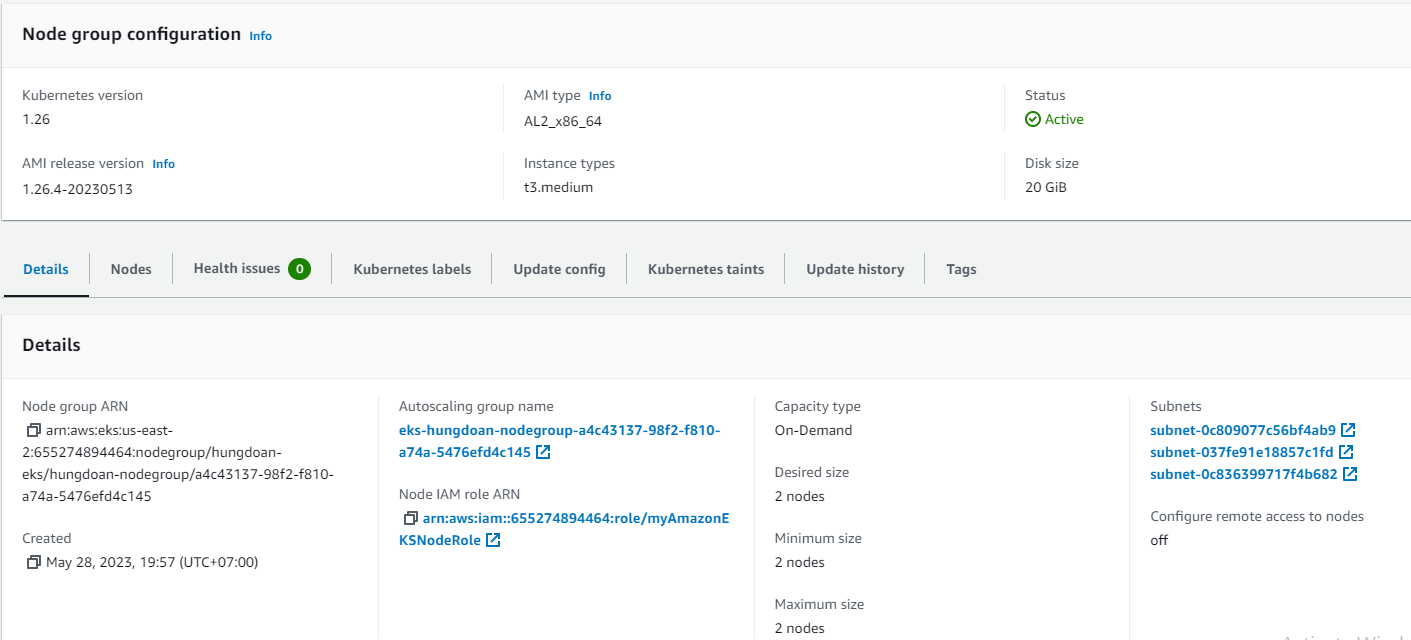 Node group configuration Info
Kubernetes version
1.26
AMI type Info
AL2_x86_64
Status
Active
AMI release version Info
1.26.4-20230513
Instance types
t3.medium
Disk size
20 GiB
Details
Nodes
Health issues 0
Kubernetes labels
Update config
Kubernetes taints
Update history
Tags
Details
Node group ARN
arn:aws:eks:us-east-
2:655274894464:nodegroup/hungdoan-
eks/hungdoan-nodegroup/a4c43137-98f2-f810-
a74a-5476efd4c145
Created
May 28, 2023, 19:57 (UTC+07:00)
Autoscaling group name
eks-hungdoan-nodegroup-a4c43137-98f2-f810-
a74a-5476efd4c145
Node IAM role ARN
arn:aws:iam::655274894464:role/myAmazonE
KSNodeRole
Capacity type
On-Demand
Desired size
2 nodes
Minimum size
2 nodes
Maximum size
2 nodes
Subnets
subnet-0c809077c56bf4ab9
subnet-037fe91e18857c1fd
subnet-0c836399717f4b682
Configure remote access to nodes
off